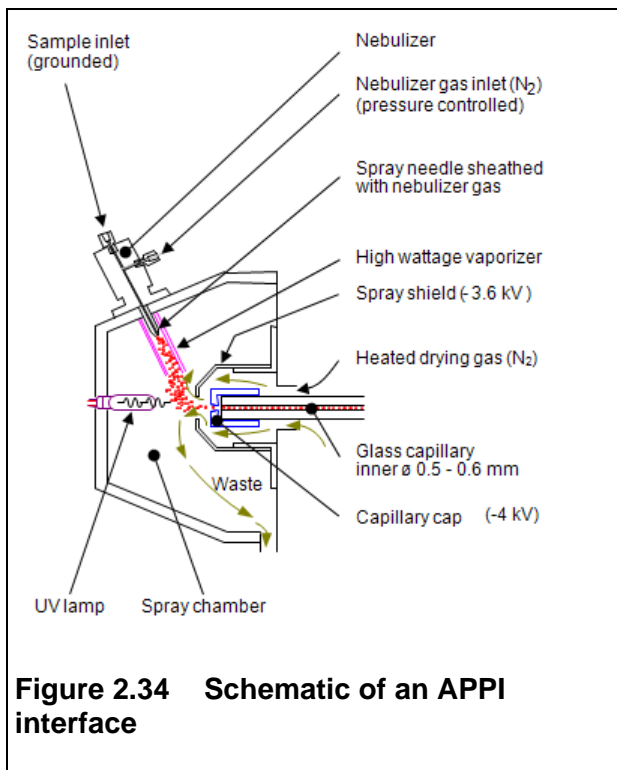 Sample inlet
(grounded)
Nebulizer
Nebulizer gas inlet (N₂)
(pressure controlled)
Spray needle sheathed
with nebulizer gas
High wattage vaporizer
Spray shield (-3.6 kV )
Heated drying gas (N₂)
Glass capillary
inner ø 0.5 - 0.6 mm
Capillary cap (-4 kV)
Waste
UV lamp
Spray chamber
Figure 2.34 Schematic of an APPI
interface